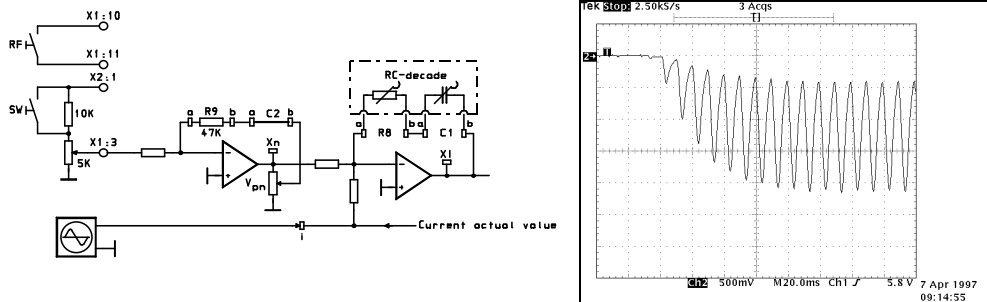 X1:10
RF
X1:11
X2:1
SW
10K
X1:3
5K
a R9 b a C2 b
47K
Xn
Vpn
RC-decade
a b a b
R8 C1
XI
i
Current actual value
Tek Stop: 2.50kS/s 3 Acqs
T
2
Ch2 500mV M 20.0ms Ch1 5.8 V
7 Apr 1997
09:14:55